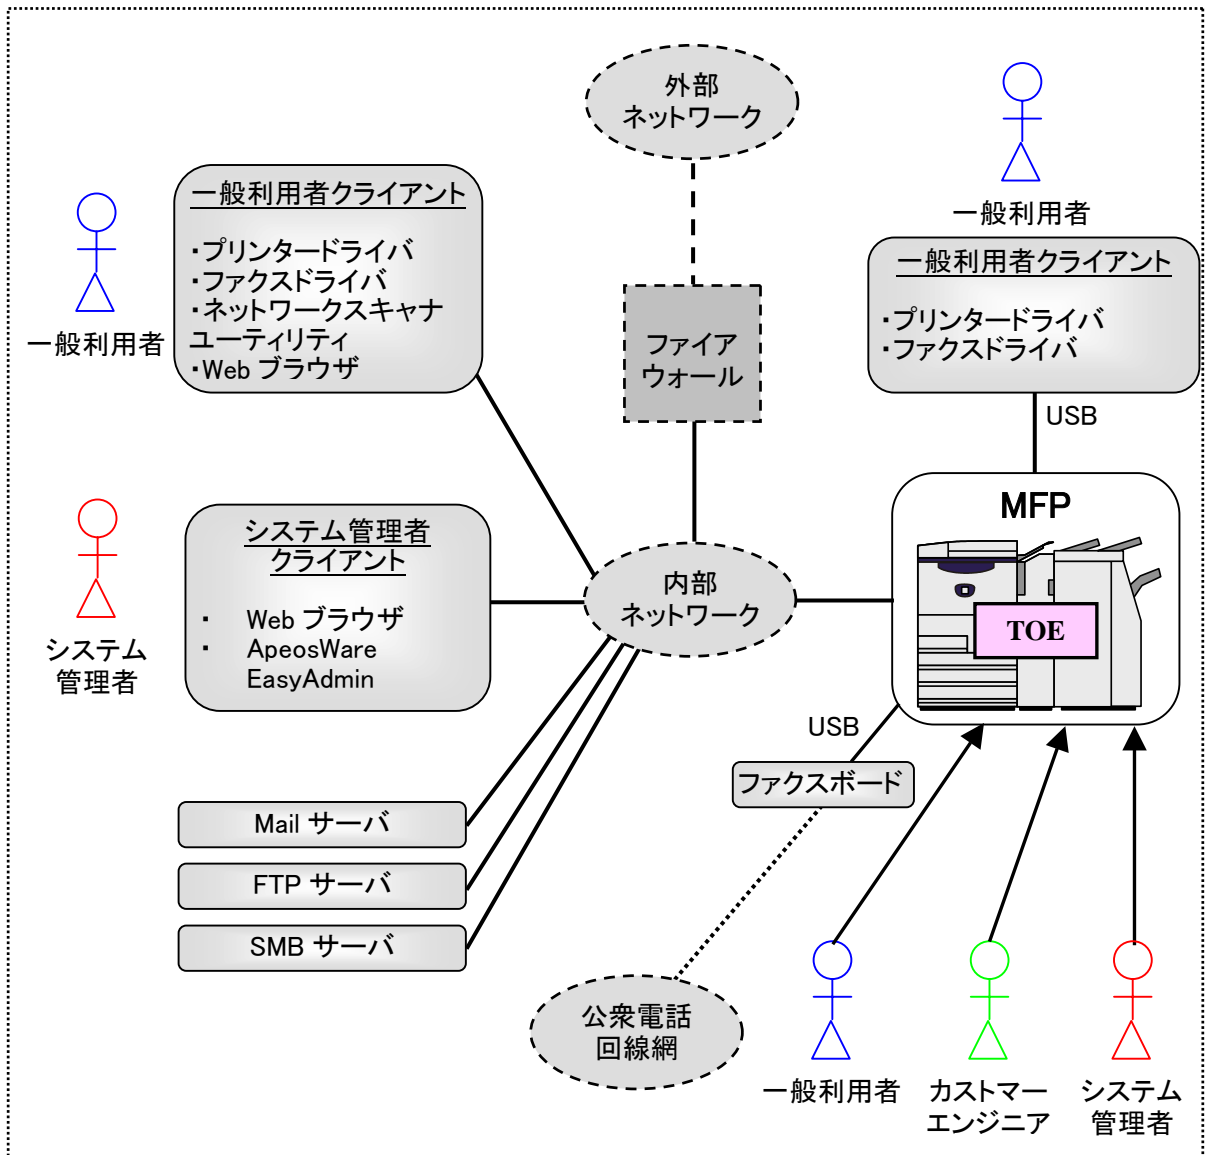 外部
ネットワーク
一般利用者
一般利用者クライアント
・プリンタードライバ
・ファクスドライバ
・ネットワークスキャナ
ユーティリティ
・Web ブラウザ
一般利用者
一般利用者クライアント
・プリンタードライバ
・ファクスドライバ
ファイア
ウォール
USB
MFP
TOE
システム管理者
クライアント
・ Web ブラウザ
・ ApeosWare
EasyAdmin
システム
管理者
内部
ネットワーク
USB
ファクスボード
Mail サーバ
FTP サーバ
SMB サーバ
公衆電話
回線網
一般利用者
カストマー
エンジニア
システム
管理者